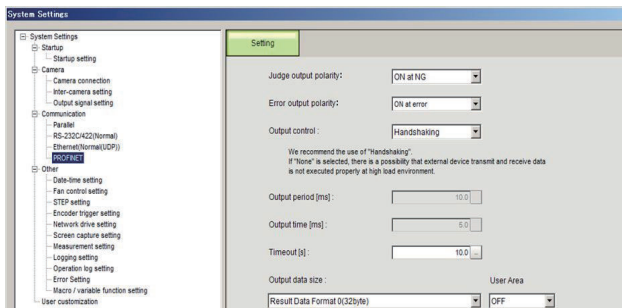 System Settings
System Settings
Startup
Startup setting
Camera
Camera connection
Inter-camera setting
Output signal setting
Communication
Parallel
RS-232C/422(Normal)
Ethernet(Normal(UDP))
PROFINET
Other
Date-time setting
Fan control setting
STEP setting
Encoder trigger setting
Network drive setting
Screen capture setting
Measurement setting
Logging setting
Operation log setting
Error Setting
Macro / variable function setting
User customization
Setting
Judge output polarity: ON at NG
Error output polarity: ON at error
Output control : Handshaking
We recommend the use of "Handshaking".
If "None" is selected, there is a possibility that external device transmit and receive data
is not executed properly at high load environment.
Output period [ms] : 10.0
Output time [ms] : 5.0
Timeout [s] : 10.0 ...
Output data size : User Area
Result Data Format 0(32byte) OFF